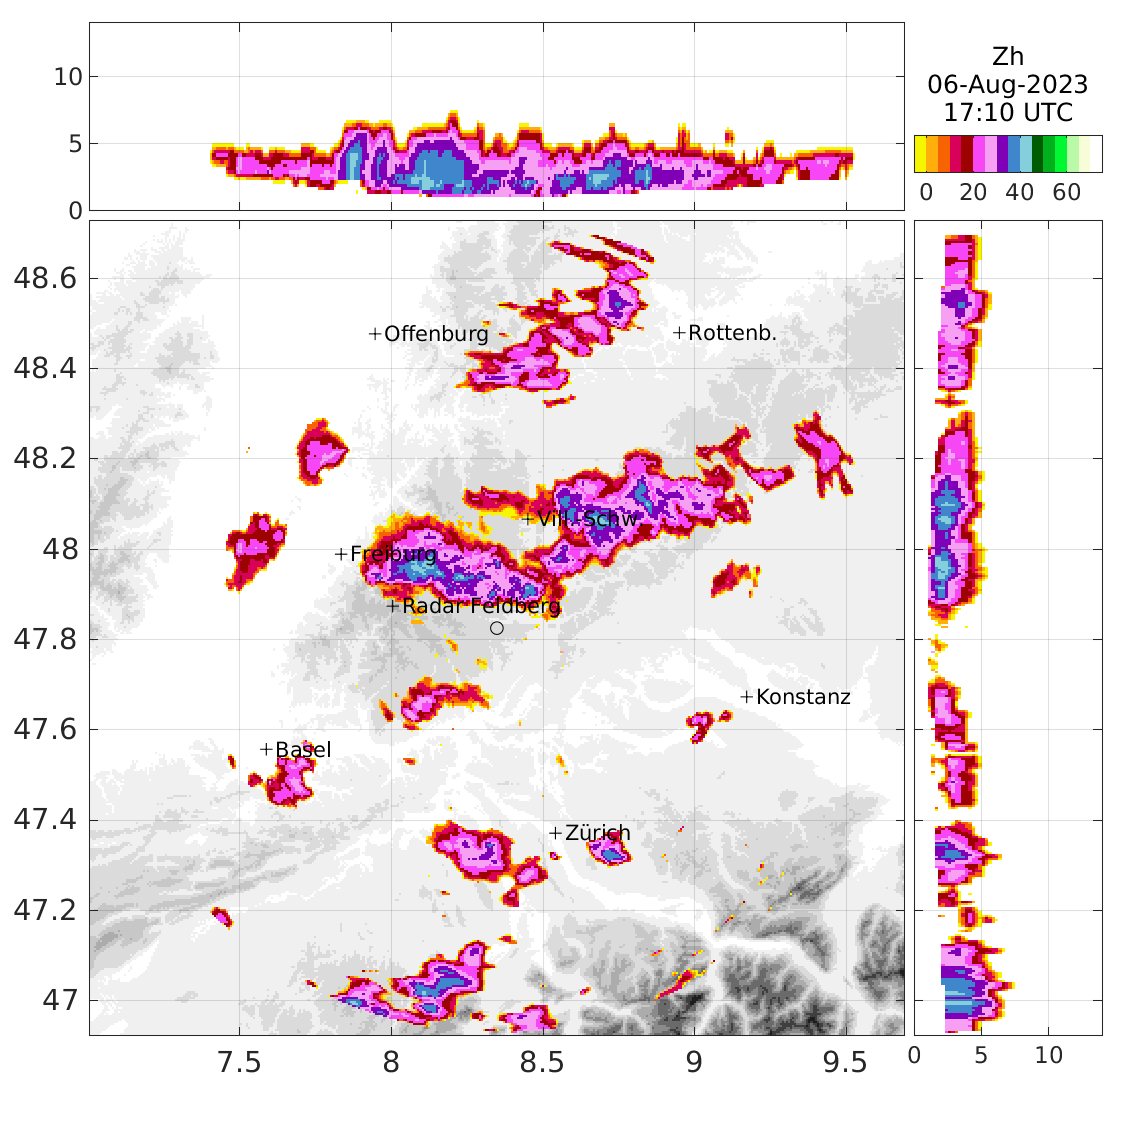 10
5
0
Zh
06-Aug-2023
17:10 UTC
0 20 40 60
48.6
48.4
48.2
48
47.8
47.6
47.4
47.2
47
+Offenburg
+Rottenb.
+Vill.-Schw.
+Freiburg
+Radar Feldberg
+Konstanz
+Basel
+Zürich
7.5 8 8.5 9 9.5
0 5 10